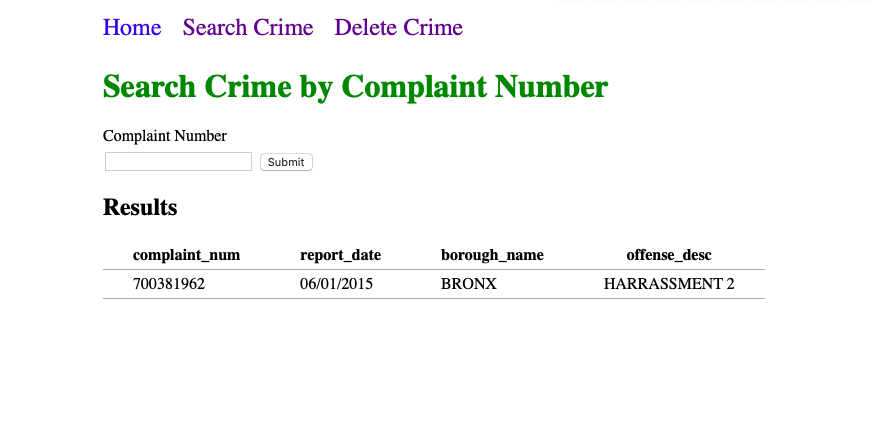 Home Search Crime Delete Crime
Search Crime by Complaint Number
Complaint Number
Submit
Results
complaint_num report_date borough_name offense_desc
700381962 06/01/2015 BRONX HARRASSMENT 2